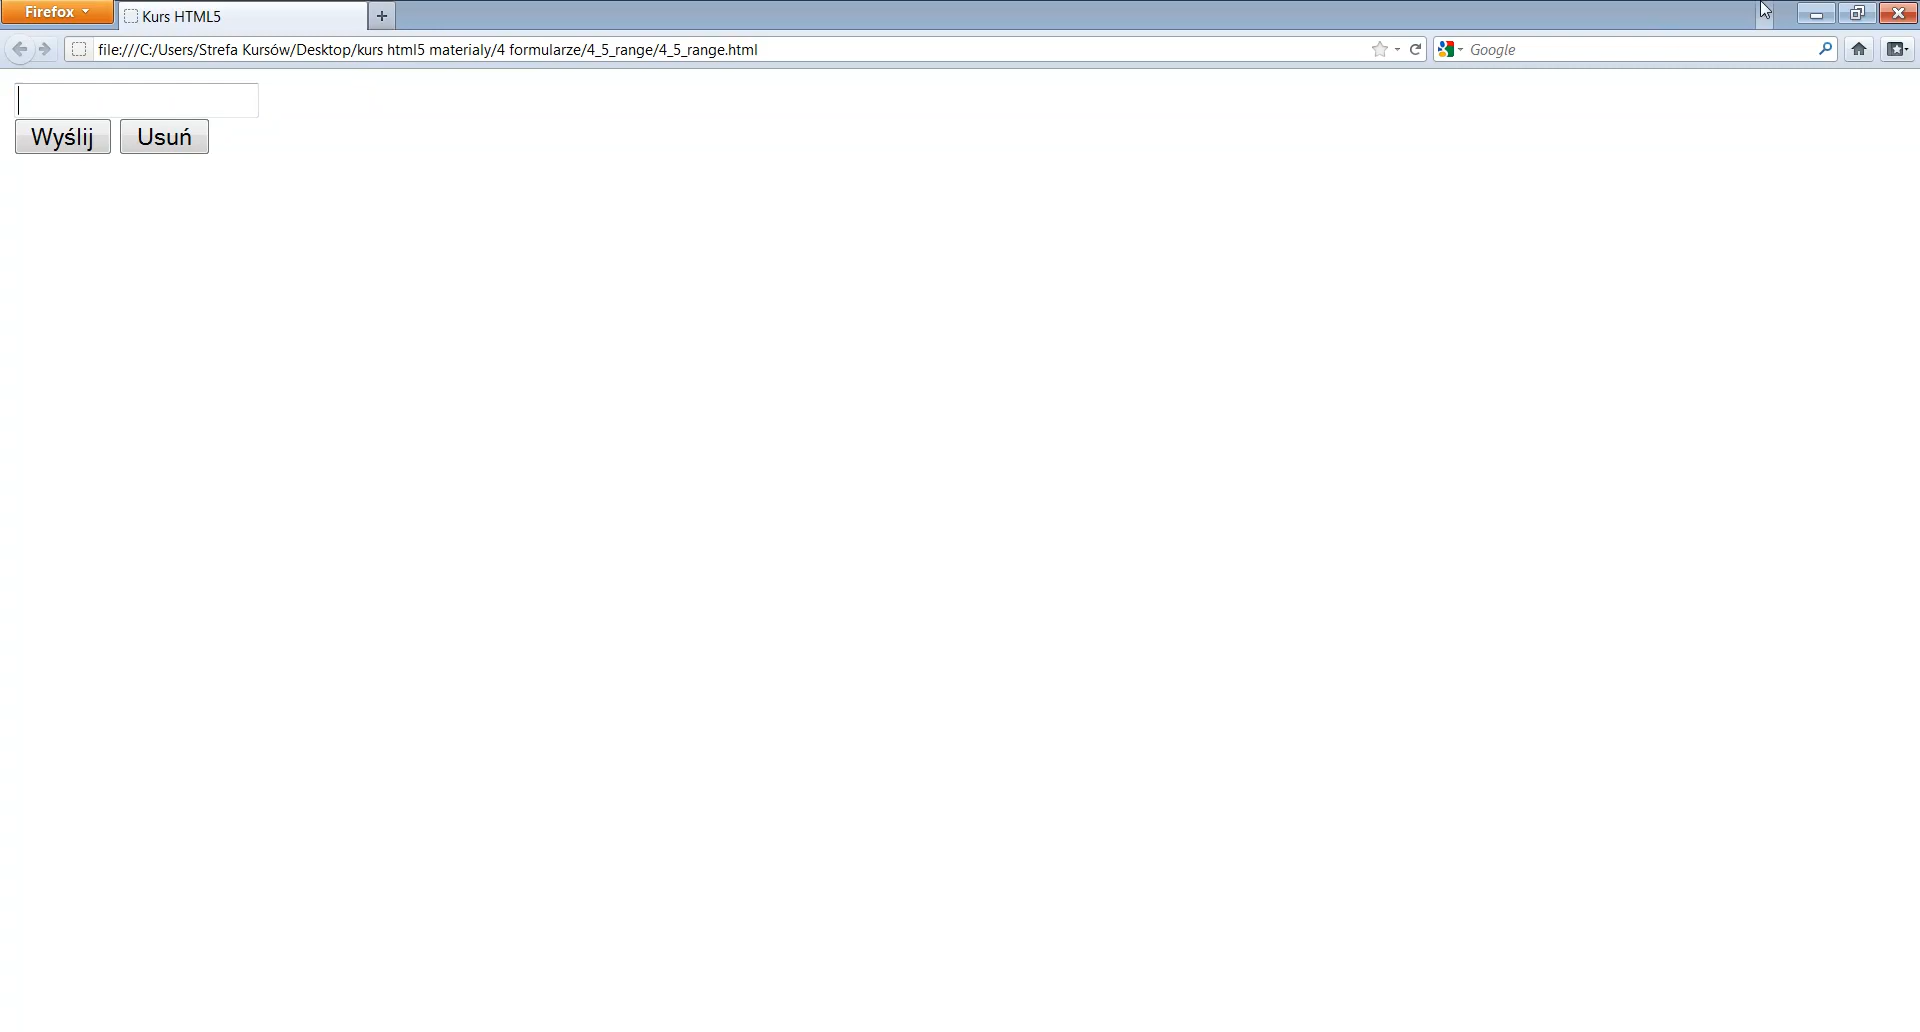 Firefox
Kurs HTML5
file:///C:/Users/Strefa Kursów/Desktop/kurs html5 materialy/4 formularze/4_5_range/4_5_range.html
Google
Wyślij
Usuń